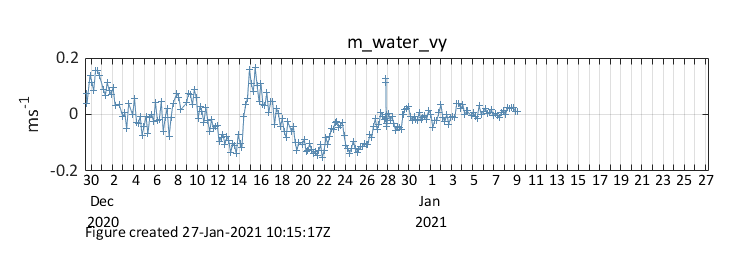 m_water_vy
0.2
0
-0.2
ms-1
30 2 4 6 8 10 12 14 16 18 20 22 24 26 28 30 1 3 5 7 9 11 13 15 17 19 21 23 25 27
Dec Jan
2020 2021
Figure created 27-Jan-2021 10:15:17Z